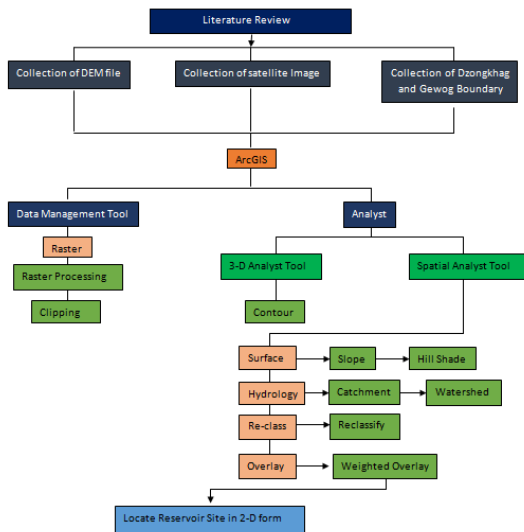 Literature Review
Collection of DEM file
Collection of satellite Image
Collection of Dzongkhag
and Gewog Boundary
ArcGIS
Data Management Tool
Analyst
Raster
Raster Processing
3-D Analyst Tool
Spatial Analyst Tool
Clipping
Contour
Surface
Slope
Hill Shade
Hydrology
Catchment
Watershed
Re-class
Reclassify
Overlay
Weighted Overlay
Locate Reservoir Site in 2-D form